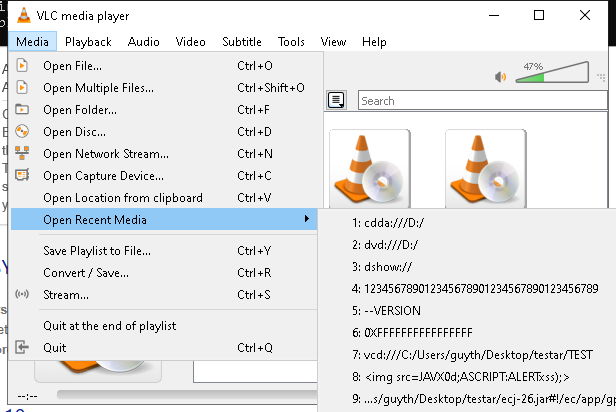 VLC media player
Media Playback Audio Video Subtitle Tools View Help
Open File... Ctrl+O
Open Multiple Files... Ctrl+Shift+O
Open Folder... Ctrl+F
Open Disc... Ctrl+D
Open Network Stream... Ctrl+N
Open Capture Device... Ctrl+C
Open Location from clipboard Ctrl+V
Open Recent Media
Save Playlist to File... Ctrl+Y
Convert / Save... Ctrl+R
Stream... Ctrl+S
Quit at the end of playlist
Quit Ctrl+Q
47%
Search
1: cdda:///D:/
2: dvd:///D:/
3: dshow://
4: 123456789012345678901234567890123456789
5: --VERSION
6: 0XFFFFFFFFFFFFFFFF
7: vcd:///C:/Users/guyth/Desktop/testar/TEST
8: <img src=JAVX0d;ASCRIPT:ALERTxss);>
9: ...s/guyth/Desktop/testar/ecj-26.jar#!/ec/app/gp
--:--